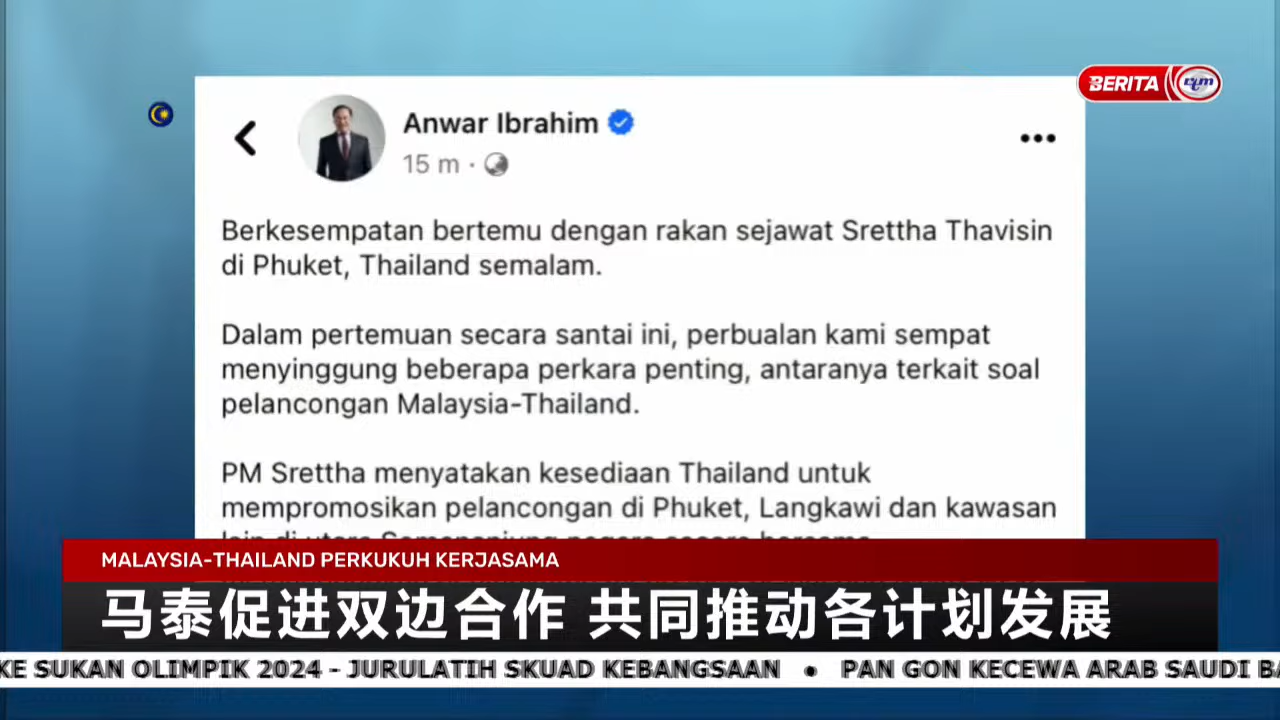 BERITA rtm
Anwar Ibrahim
15 m ·
Berkesempatan bertemu dengan rakan sejawat Srettha Thavisin
di Phuket, Thailand semalam.
Dalam pertemuan secara santai ini, perbualan kami sempat
menyinggung beberapa perkara penting, antaranya terkait soal
pelancongan Malaysia-Thailand.
PM Srettha menyatakan kesediaan Thailand untuk
mempromosikan pelancongan di Phuket, Langkawi dan kawasan
MALAYSIA-THAILAND PERKUKUH KERJASAMA
马泰促进双边合作 共同推动各计划发展
KE SUKAN OLIMPIK 2024 - JURULATIH SKUAD KEBANGSAAN • PAN GON KECEWA ARAB SAUDI